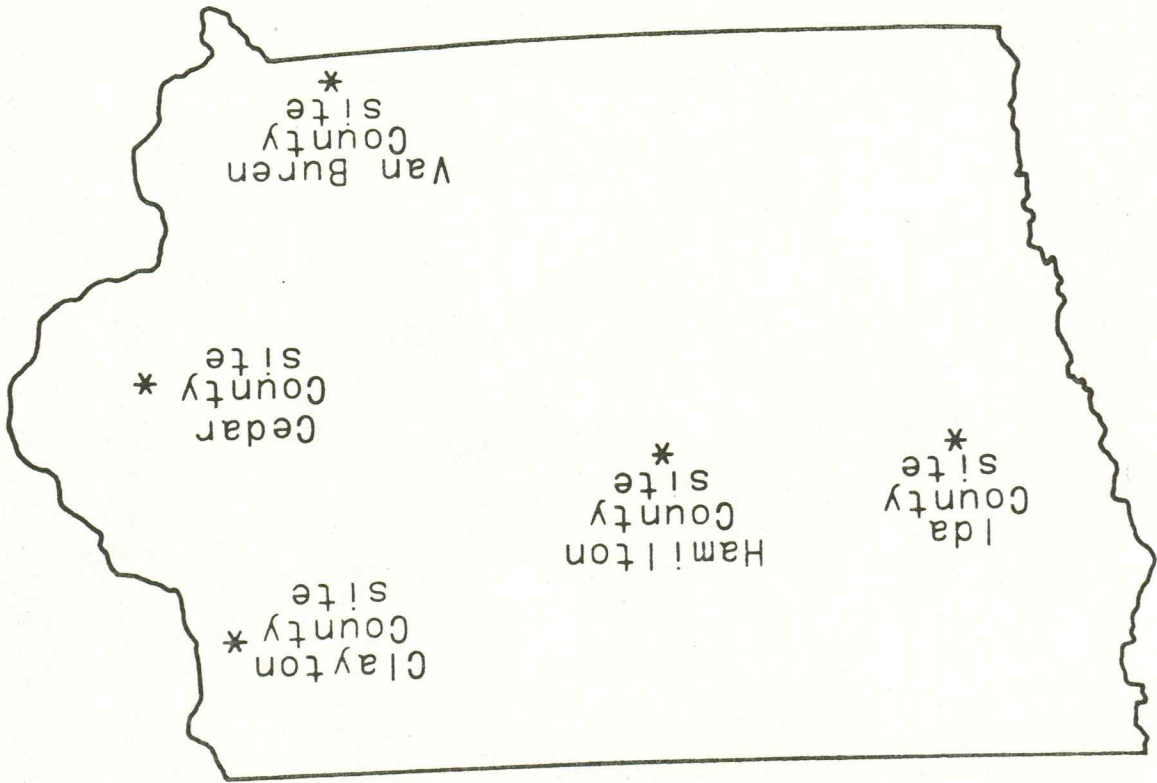 Clayton
County
site
Hamilton
County
site
Ida
County
site
Cedar
County
site
Van Buren
County
site